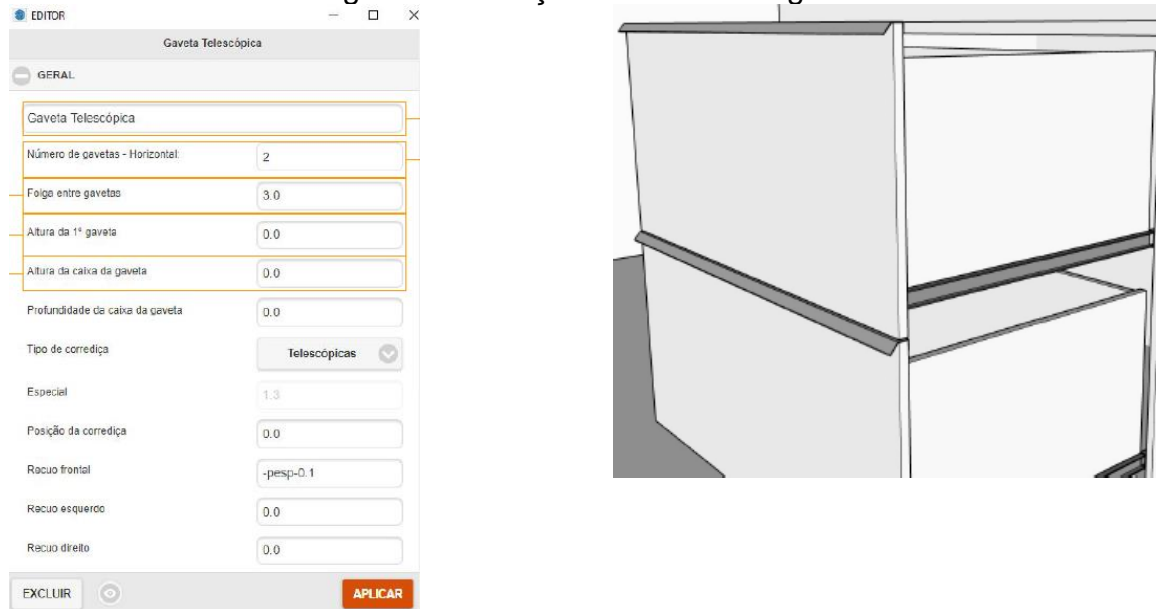 EDITOR
Gaveta Telescópica
GERAL
Gaveta Telescópica
Número de gavetas - Horizontal: 2
Folga entre gavetas 3.0
Altura da 1ª gaveta 0.0
Altura da caixa da gaveta 0.0
Profundidade da caixa da gaveta 0.0
Tipo de corrediça Telescópicas
Especial 1.3
Posição da corrediça 0.0
Recuo frontal -pesp-0.1
Recuo esquerdo 0.0
Recuo direito 0.0
EXCLUIR APLICAR